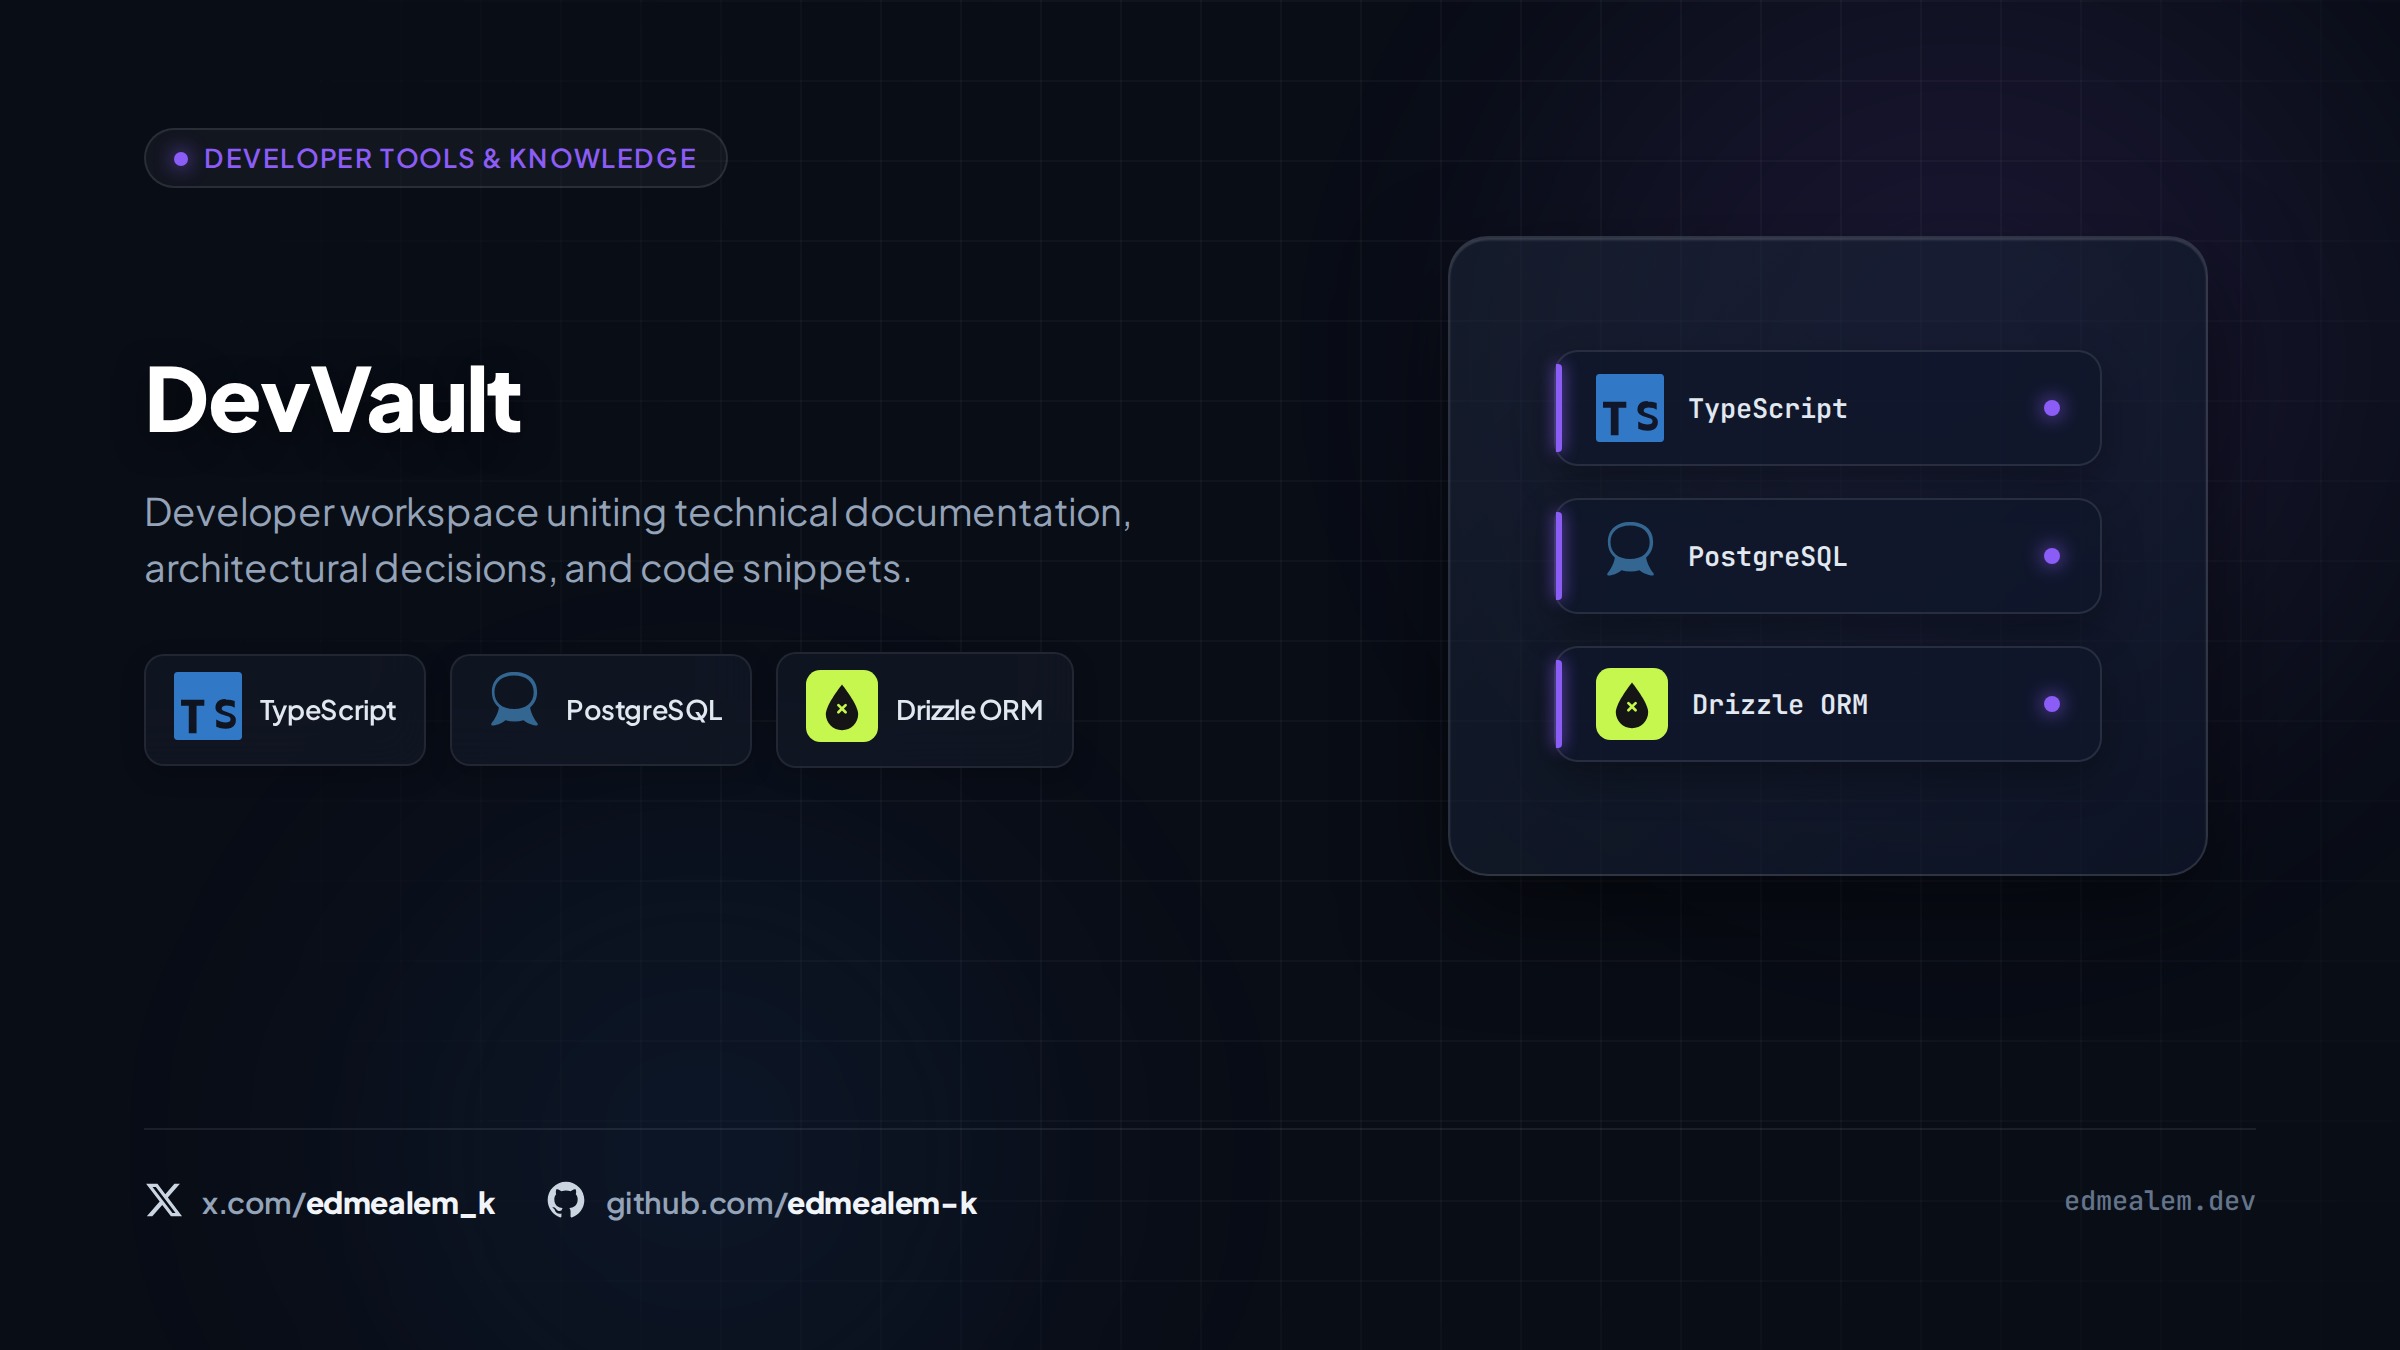 DEVELOPER TOOLS & KNOWLEDGE
DevVault
Developer workspace uniting technical documentation,
architectural decisions, and code snippets.
TS TypeScript
PostgreSQL
Drizzle ORM
TS TypeScript
PostgreSQL
Drizzle ORM
x.com/edmealem_k
github.com/edmealem-k
edmealem.dev